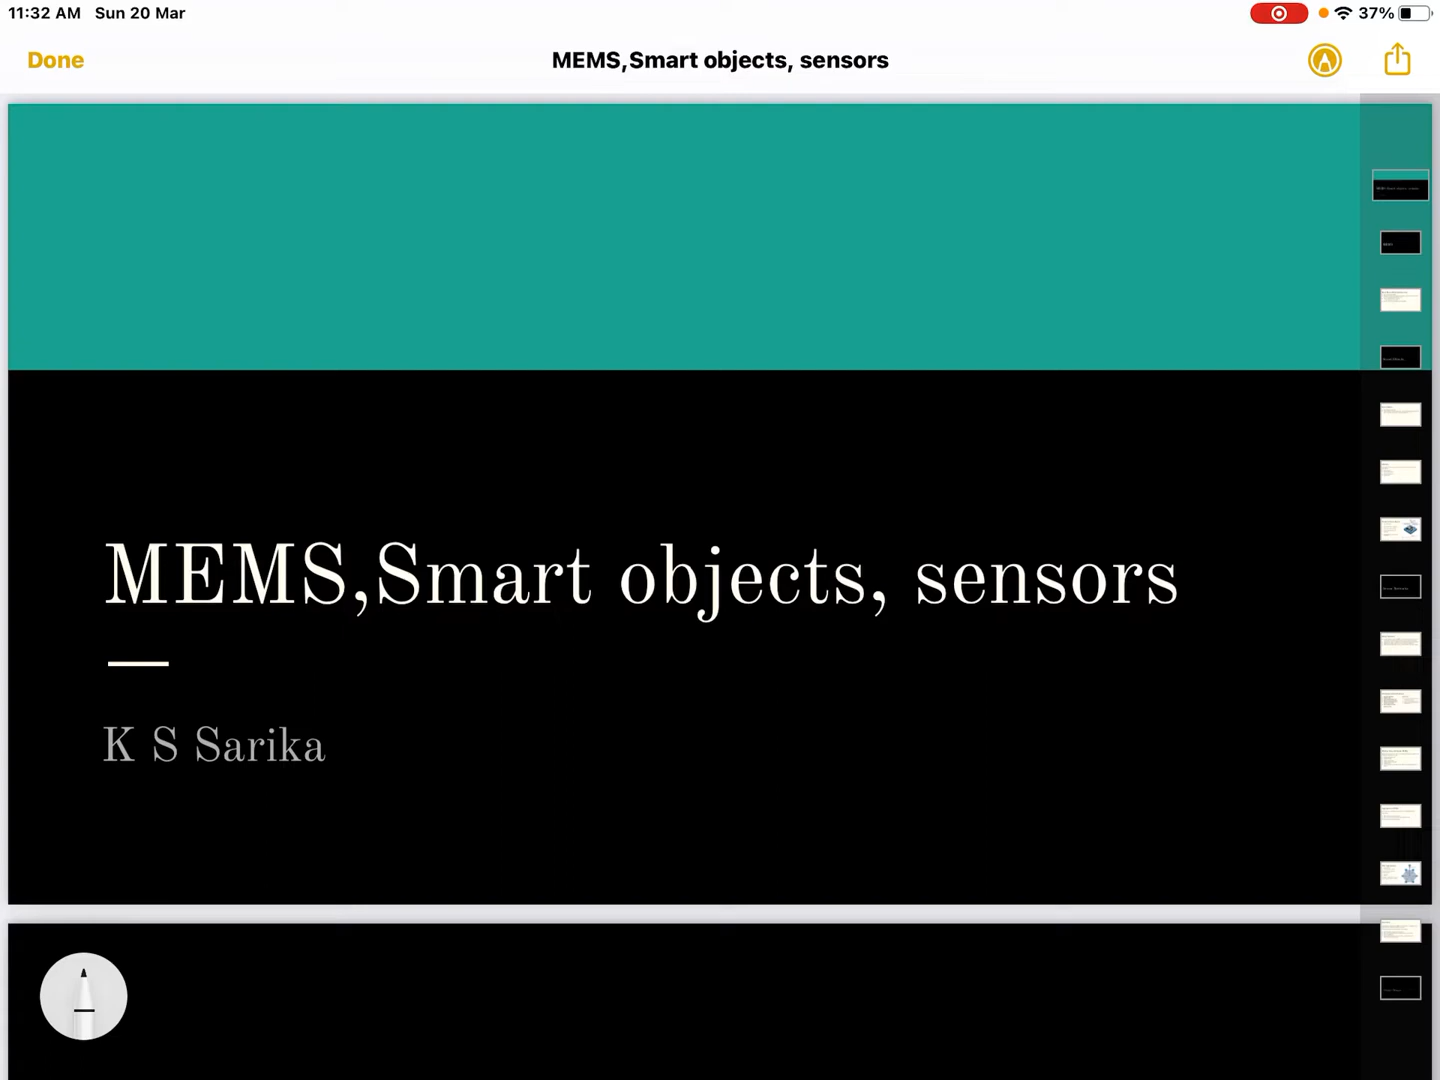 11:32 AM Sun 20 Mar
37%
Done
MEMS,Smart objects, sensors
MEMS,Smart objects, sensors
K S Sarika